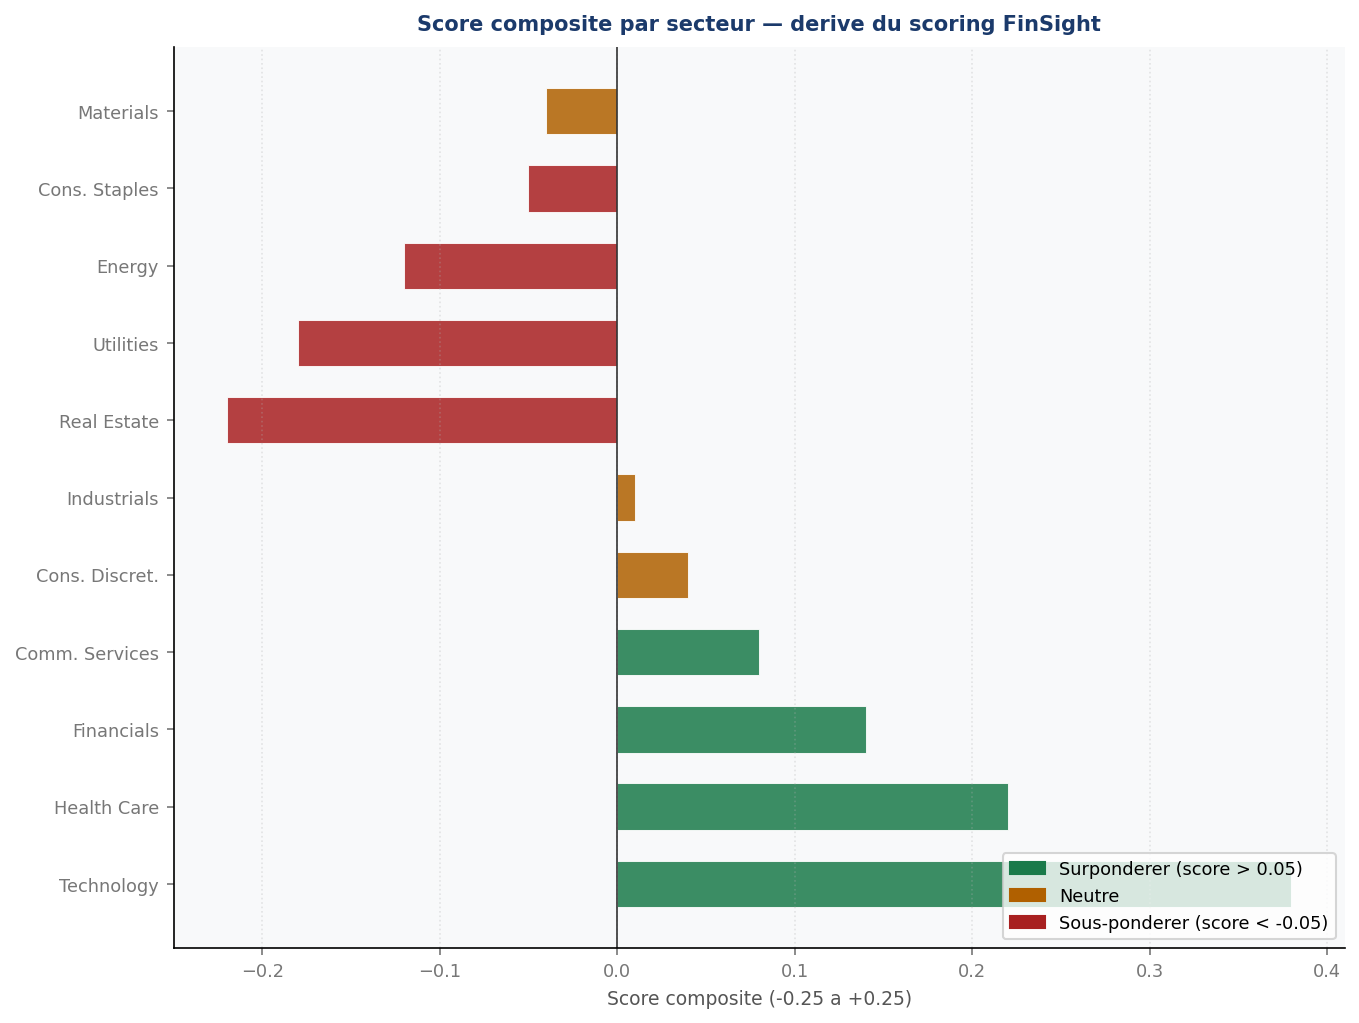 Score composite par secteur — derive du scoring FinSight
Materials
Cons. Staples
Energy
Utilities
Real Estate
Industrials
Cons. Discret.
Comm. Services
Financials
Health Care
Technology
Surponderer (score > 0.05)
Neutre
Sous-ponderer (score < -0.05)
−0.2 −0.1 0.0 0.1 0.2 0.3 0.4
Score composite (-0.25 a +0.25)